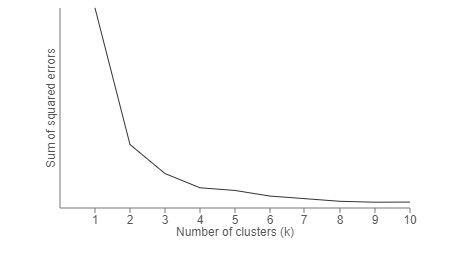 Sum of squared errors
1 2 3 4 5 6 7 8 9 10
Number of clusters (k)